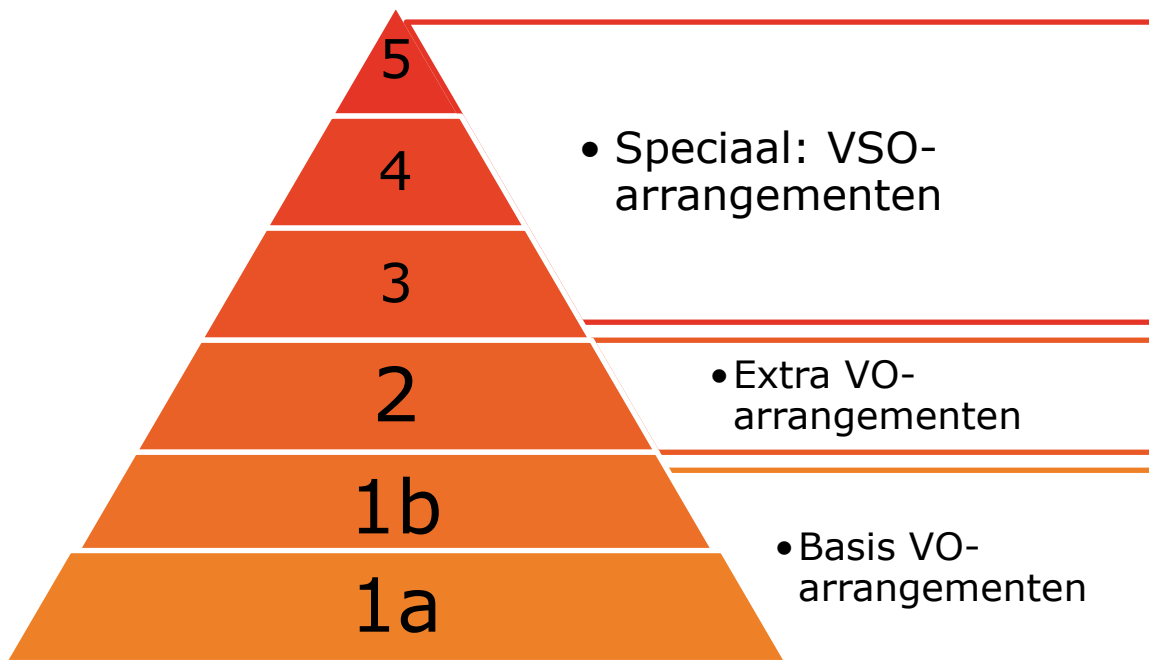 5
4
• Speciaal: VSO-
arrangementen
3
2
• Extra VO-
arrangementen
1b
• Basis VO-
arrangementen
1a